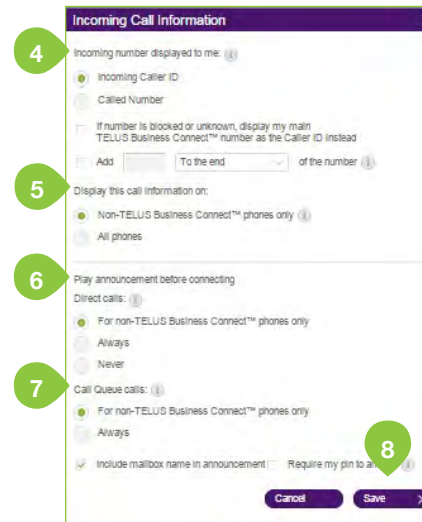 Incoming Call Information
4
Incoming number displayed to me: i
Incoming Caller ID
Called Number
If number is blocked or unknown, display my main
TELUS Business Connect™ number as the Caller ID instead
Add To the end of the number i
5
Display this call information on:
Non-TELUS Business Connect™ phones only i
All phones
6
Play announcement before connecting
Direct calls: i
For non-TELUS Business Connect™ phones only
Always
Never
7
Call Queue calls: i
For non-TELUS Business Connect™ phones only
Always
8
Include mailbox name in announcement Require my pin to i
Cancel Save